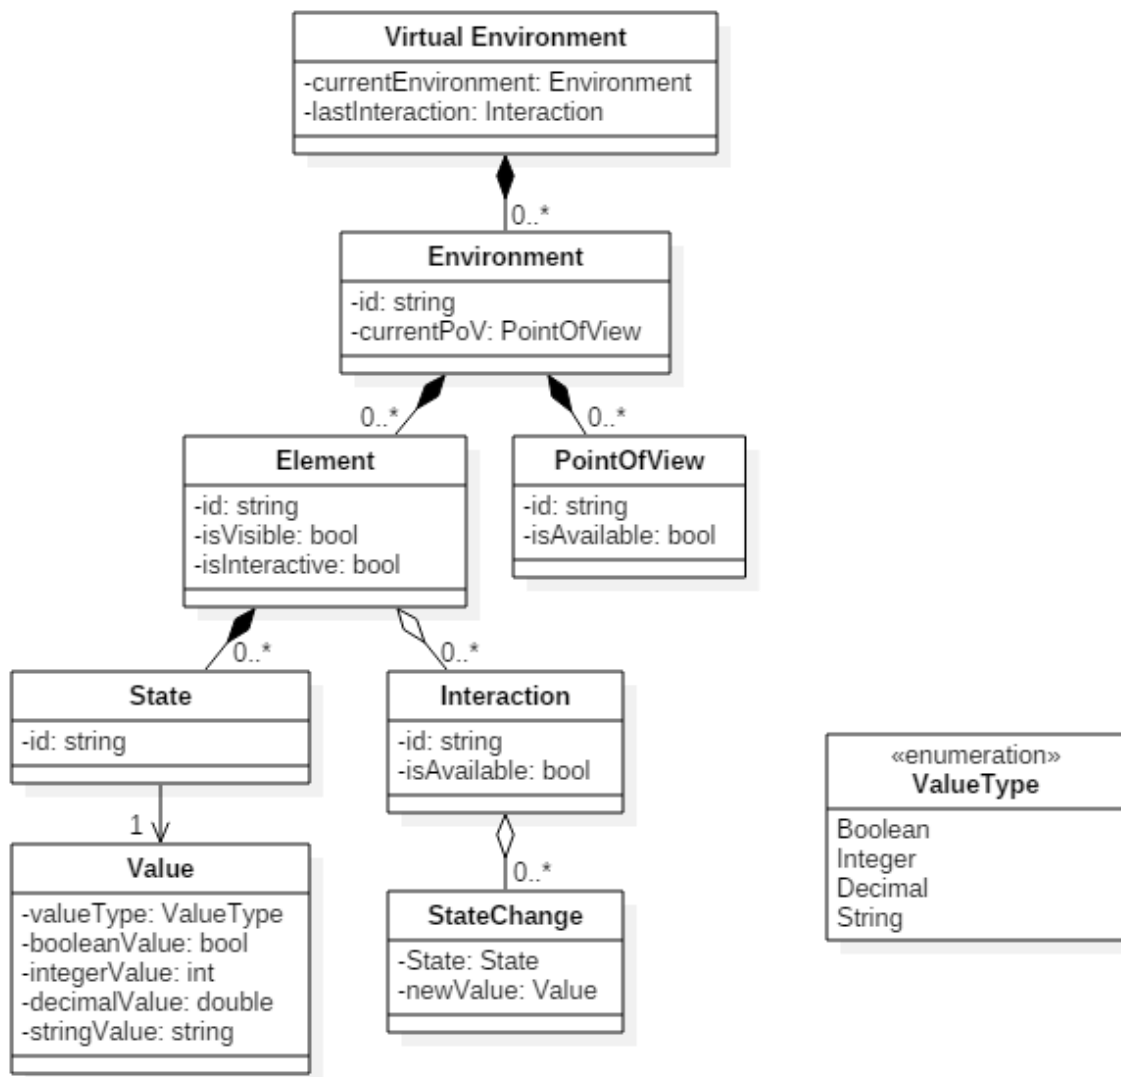 Virtual Environment
-currentEnvironment: Environment
-lastInteraction: Interaction
0..*
Environment
-id: string
-currentPoV: PointOfView
0..*
0..*
Element
-id: string
-isVisible: bool
-isInteractive: bool
PointOfView
-id: string
-isAvailable: bool
0..*
0..*
State
-id: string
Interaction
-id: string
-isAvailable: bool
1
0..*
Value
-valueType: ValueType
-booleanValue: bool
-integerValue: int
-decimalValue: double
-stringValue: string
StateChange
-State: State
-newValue: Value
«enumeration»
ValueType
Boolean
Integer
Decimal
String